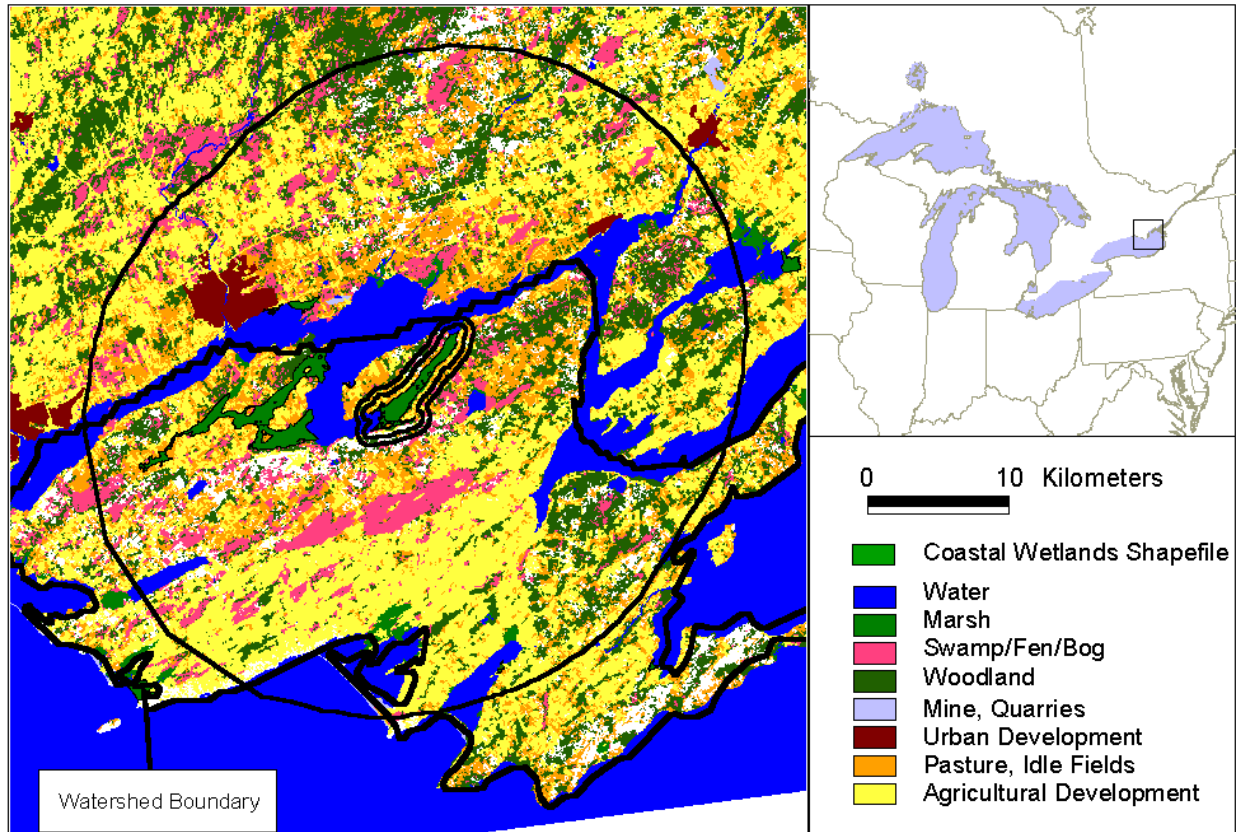 Watershed Boundary
0 10 Kilometers
Coastal Wetlands Shapefile
Water
Marsh
Swamp/Fen/Bog
Woodland
Mine, Quarries
Urban Development
Pasture, Idle Fields
Agricultural Development